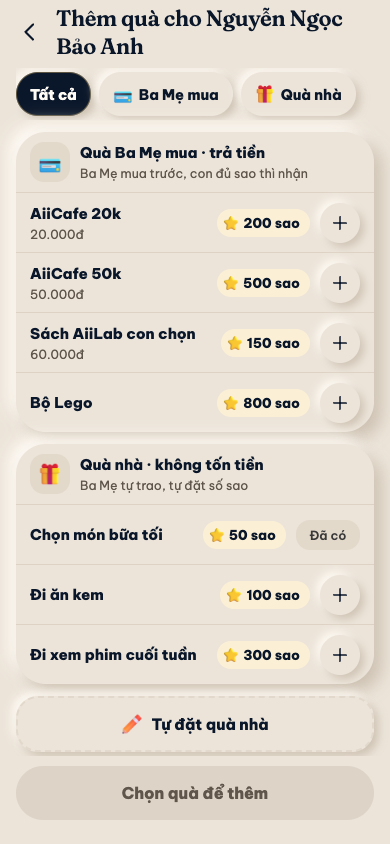 Thêm quà cho Nguyễn Ngọc
Bảo Anh
Tất cả
Ba Mẹ mua
Quà nhà
Quà Ba Mẹ mua · trả tiền
Ba Mẹ mua trước, con đủ sao thì nhận
AiiCafe 20k
20.000đ
200 sao
AiiCafe 50k
50.000đ
500 sao
Sách AiiLab con chọn
60.000đ
150 sao
Bộ Lego
800 sao
Quà nhà · không tốn tiền
Ba Mẹ tự trao, tự đặt số sao
Chọn món bữa tối
50 sao
Đã có
Đi ăn kem
100 sao
Đi xem phim cuối tuần
300 sao
Tự đặt quà nhà
Chọn quà để thêm